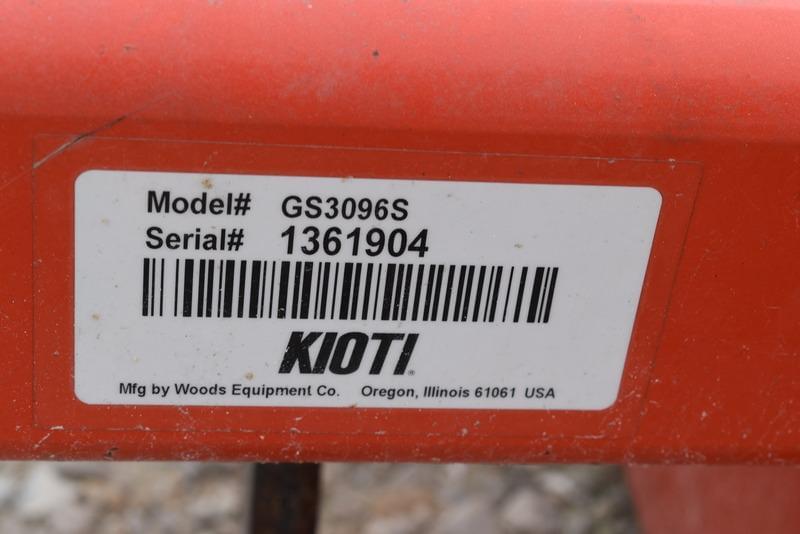 Model# GS3096S
Serial# 1361904
KIOTI®
Mfg by Woods Equipment Co. Oregon, Illinois 61061 USA